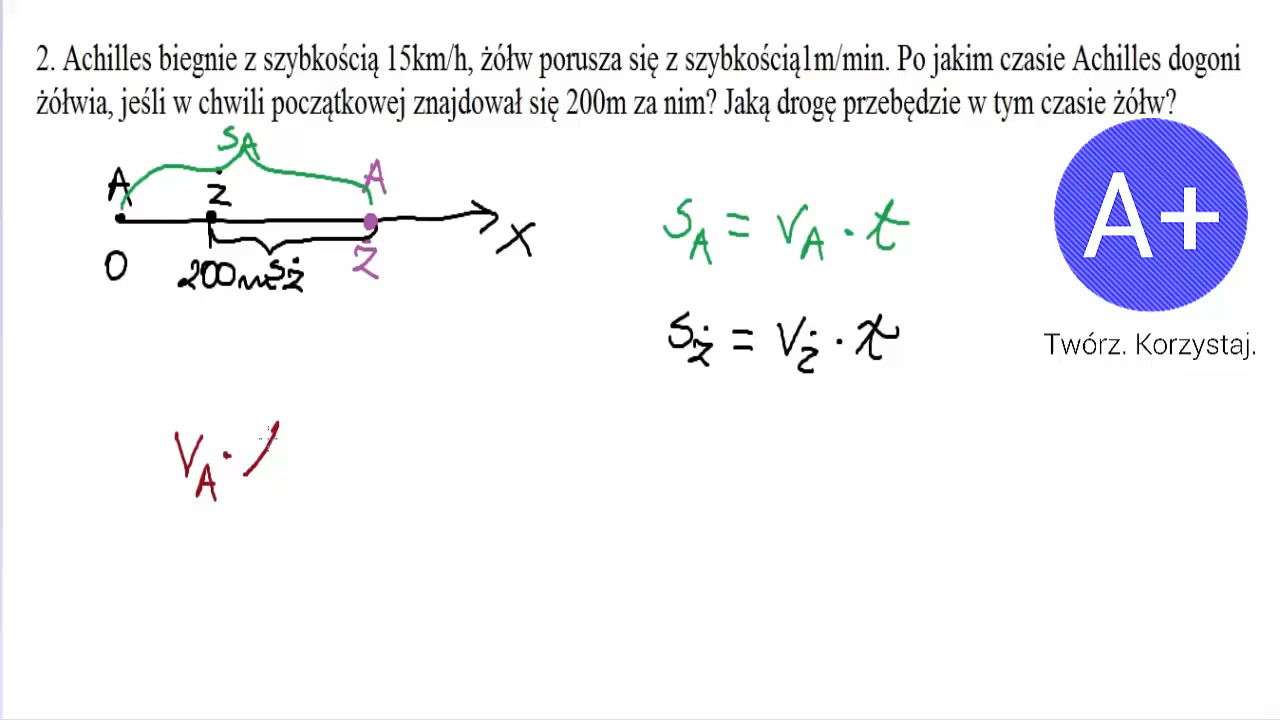 2. Achilles biegnie z szybkością 15km/h, żółw porusza się z szybkością1m/min. Po jakim czasie Achilles dogoni
żółwia, jeśli w chwili początkowej znajdował się 200m za nim? Jaką drogę przebędzie w tym czasie żółw?
SA
A Ż A
0 200m Sż Ż X
SA = VA · t
Sż = Vż · t
VA ·
A+
Twórz. Korzystaj.